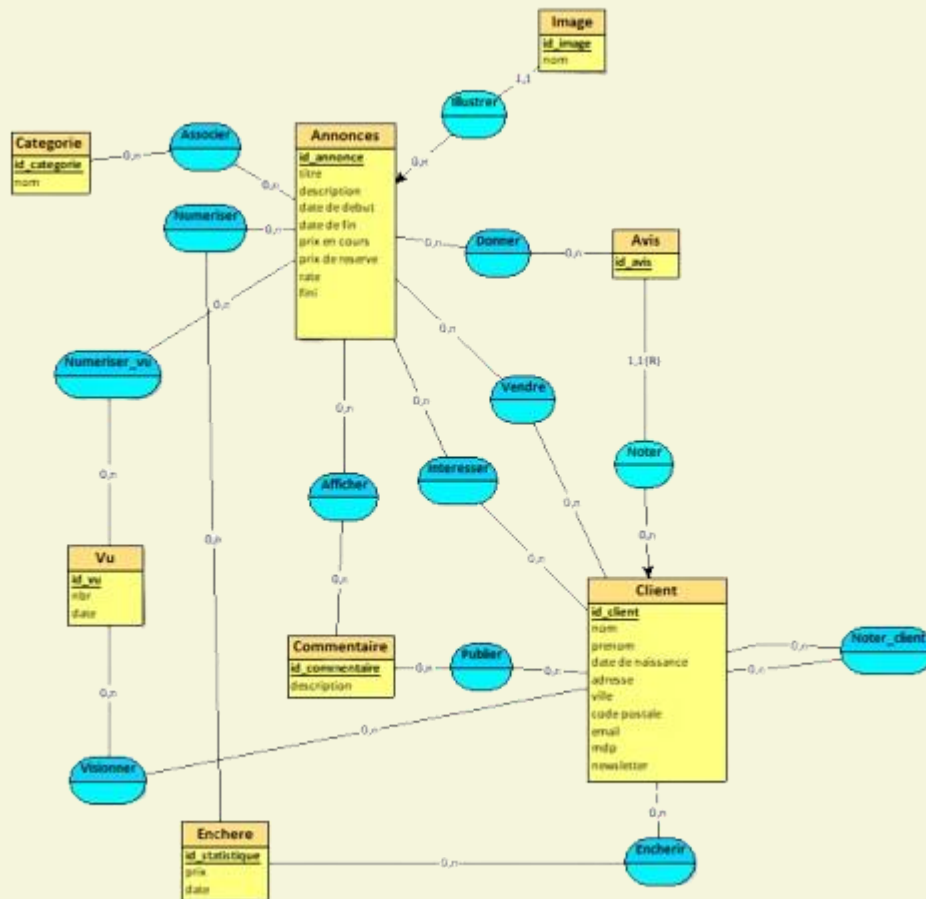 Image
id_image
nom
1,1
Illustrer
0,n
Categorie
id_categorie
nom
0,n
Associer
0,n
Annonces
id_annonce
titre
description
date de debut
date de fin
prix en cours
prix de reserve
rate
fini
Numeriser
0,n
0,n
Donner
0,n
Avis
id_avis
0,n
Numeriser_vu
0,n
1,1(R)
Vendre
0,n
0,n
Noter
Interesser
Afficher
0,n
0,n
0,n
0,n
Vu
id_vu
nbr
date
0,n
0,n
0,n
Client
id_client
nom
prenom
date de naissance
adresse
ville
code postale
email
mdp
newsletter
0,n
0,n
Noter_client
Commentaire
id_commentaire
description
0,n
Publier
0,n
0,n
0,n
Visionner
0,n
Enchere
id_statistique
prix
date
0,n
Encherir